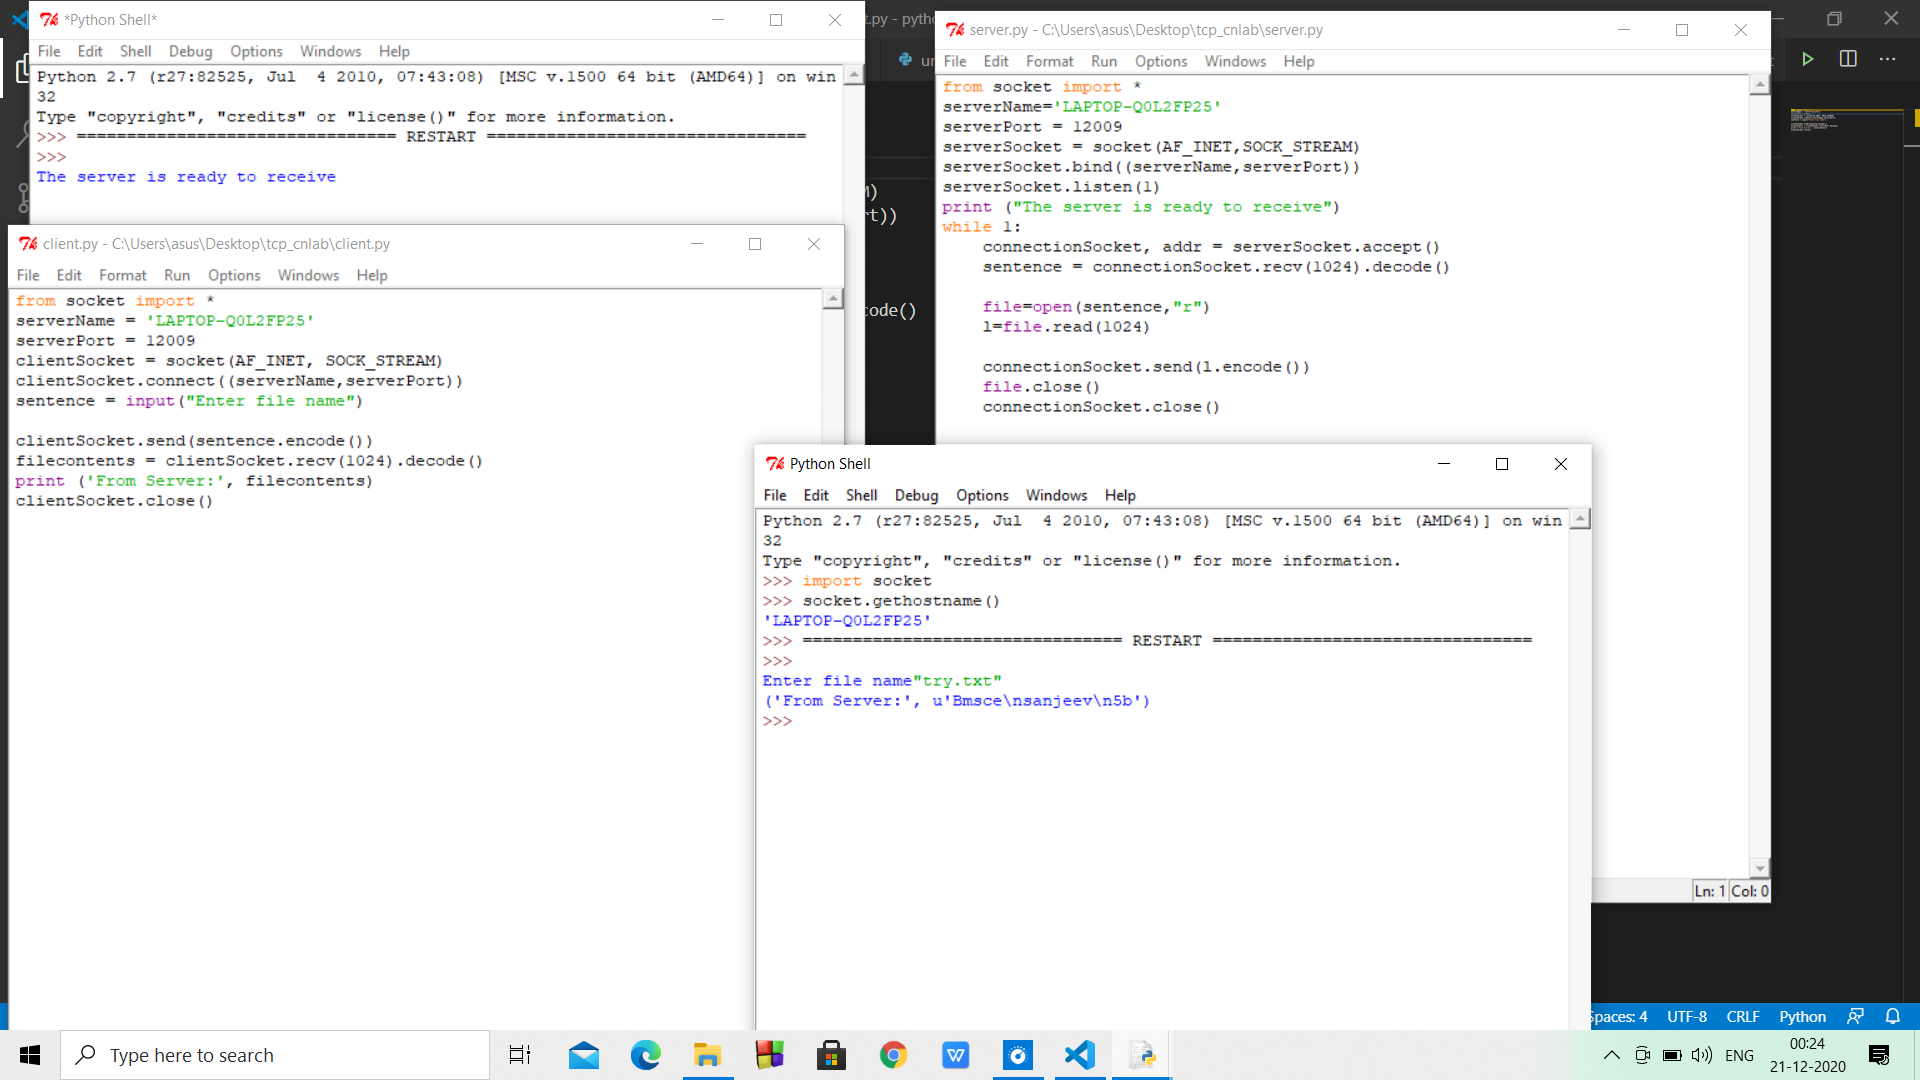 *Python Shell*
File Edit Shell Debug Options Windows Help
Python 2.7 (r27:82525, Jul  4 2010, 07:43:08) [MSC v.1500 64 bit (AMD64)] on win
32
Type "copyright", "credits" or "license()" for more information.
>>> ================================ RESTART ================================
>>>
The server is ready to receive
client.py - C:\Users\asus\Desktop\tcp_cnlab\client.py
File Edit Format Run Options Windows Help
from socket import *
serverName = 'LAPTOP-Q0L2FP25'
serverPort = 12009
clientSocket = socket(AF_INET, SOCK_STREAM)
clientSocket.connect((serverName,serverPort))
sentence = input("Enter file name")
clientSocket.send(sentence.encode())
filecontents = clientSocket.recv(1024).decode()
print ('From Server:', filecontents)
clientSocket.close()
t.py - pytho
un
M)
rt))
code()
server.py - C:\Users\asus\Desktop\tcp_cnlab\server.py
File Edit Format Run Options Windows Help
from socket import *
serverName='LAPTOP-Q0L2FP25'
serverPort = 12009
serverSocket = socket(AF_INET,SOCK_STREAM)
serverSocket.bind((serverName,serverPort))
serverSocket.listen(1)
print ("The server is ready to receive")
while 1:
    connectionSocket, addr = serverSocket.accept()
    sentence = connectionSocket.recv(1024).decode()
    file=open(sentence,"r")
    l=file.read(1024)
    connectionSocket.send(l.encode())
    file.close()
    connectionSocket.close()
Ln: 1 Col: 0
Python Shell
File Edit Shell Debug Options Windows Help
Python 2.7 (r27:82525, Jul  4 2010, 07:43:08) [MSC v.1500 64 bit (AMD64)] on win
32
Type "copyright", "credits" or "license()" for more information.
>>> import socket
>>> socket.gethostname()
'LAPTOP-Q0L2FP25'
>>> ================================ RESTART ================================
>>>
Enter file name"try.txt"
('From Server:', u'Bmsce\nsanjeev\n5b')
>>>
Spaces: 4 UTF-8 CRLF Python
Type here to search
ENG
00:24
21-12-2020